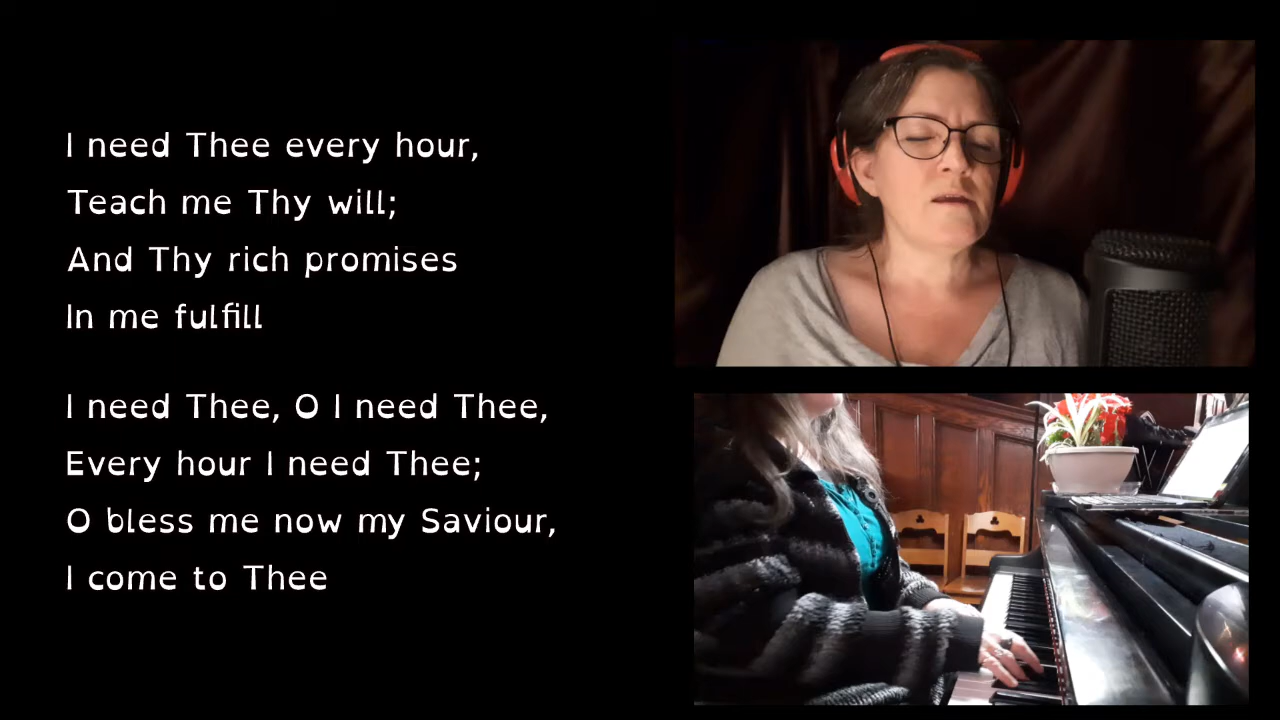 I need Thee every hour,
Teach me Thy will;
And Thy rich promises
In me fulfill
I need Thee, O I need Thee,
Every hour I need Thee;
O bless me now my Saviour,
I come to Thee